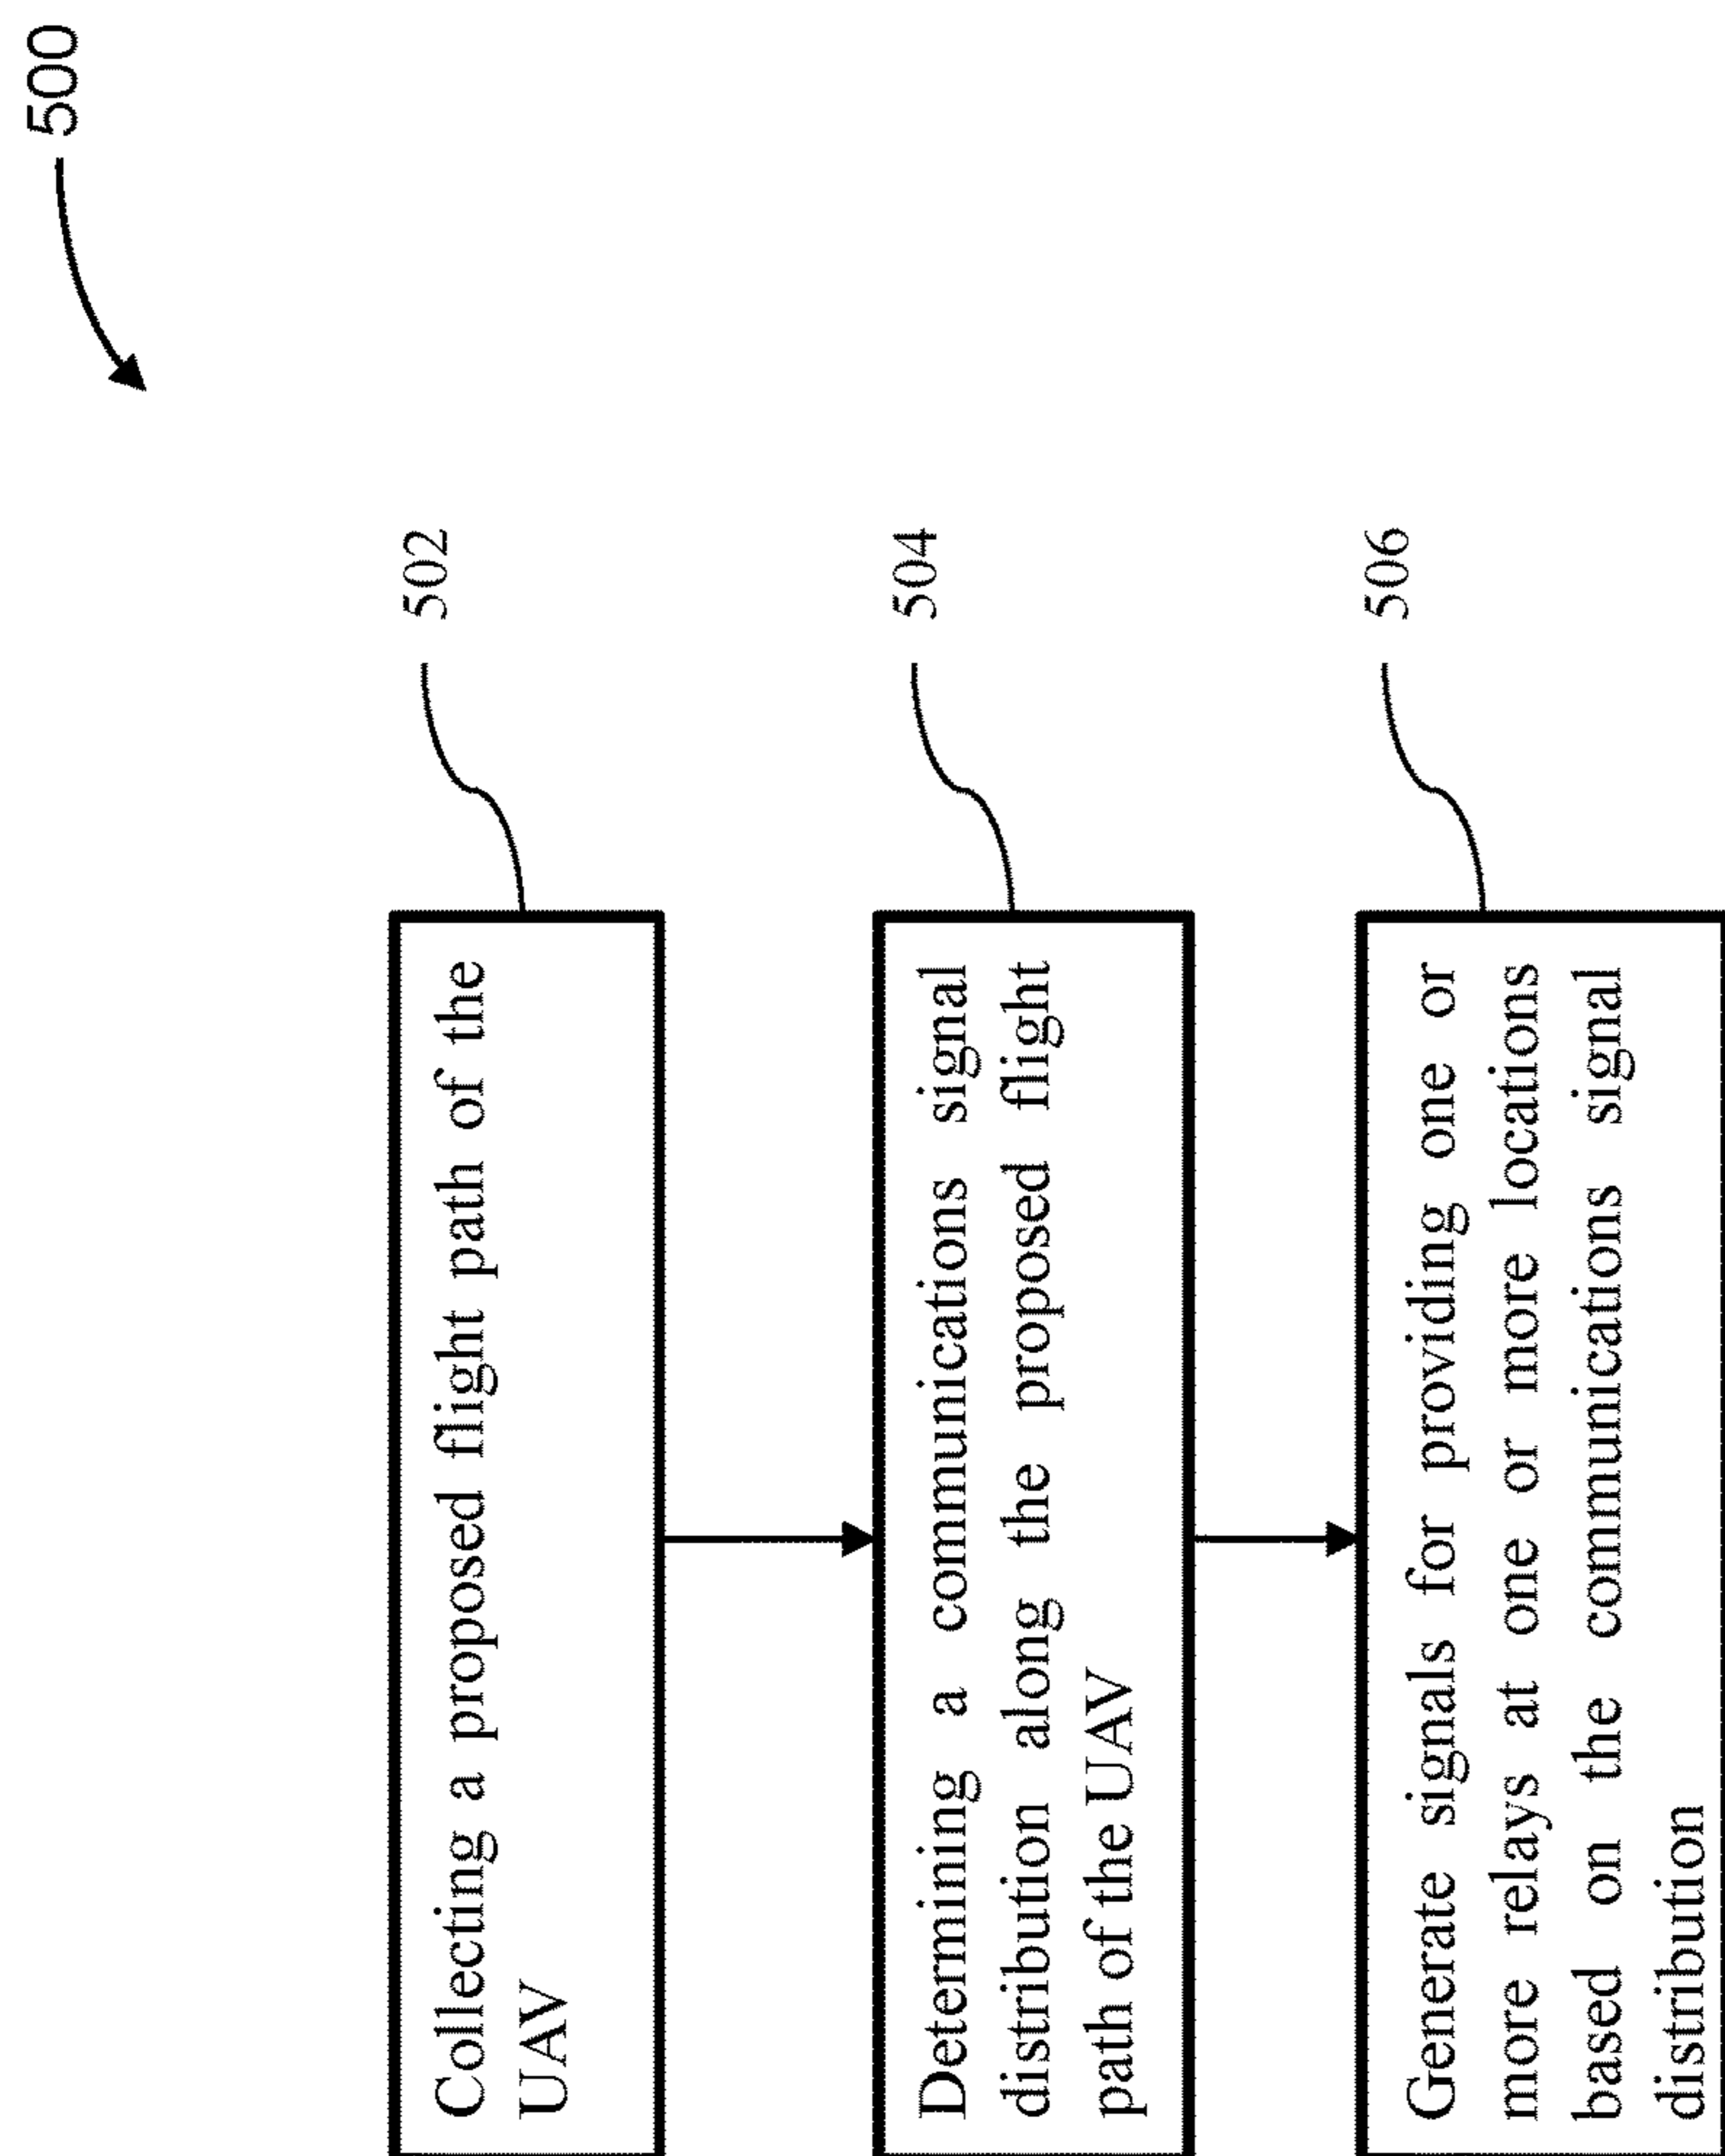 500
Collecting a proposed flight path of the
UAV
502
Determining a communications signal
distribution along the proposed flight
path of the UAV
504
Generate signals for providing one or
more relays at one or more locations
based on the communications signal
distribution
506